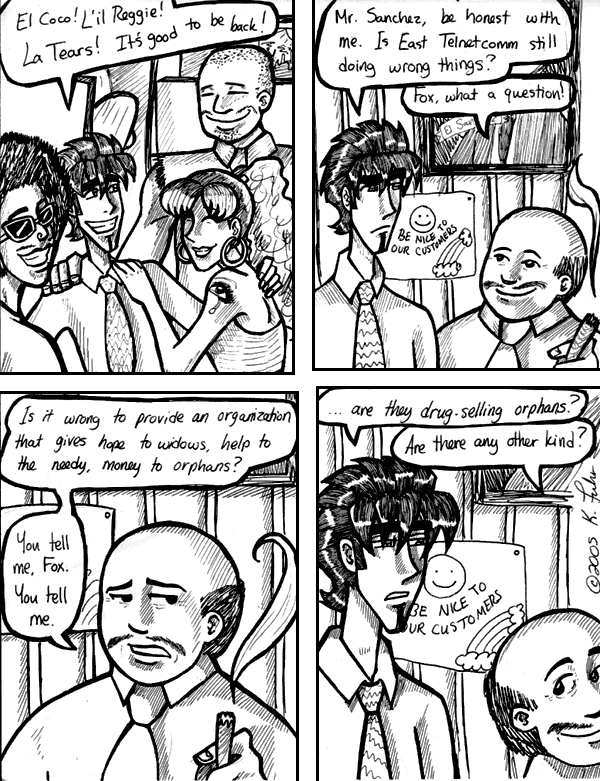 El Coco! L'il Reggie!
La Tears! It's good to be back!
Mr. Sanchez, be honest with
me. Is East Telnetcomm still
doing wrong things?
Fox, what a question!
BE NICE TO
OUR CUSTOMERS
Is it wrong to provide an organization
that gives hope to widows, help to
the needy, money to orphans?
You tell
me, Fox.
You tell
me.
... are they drug-selling orphans?
Are there any other kind?
BE NICE TO
OUR CUSTOMERS
©2005 K.